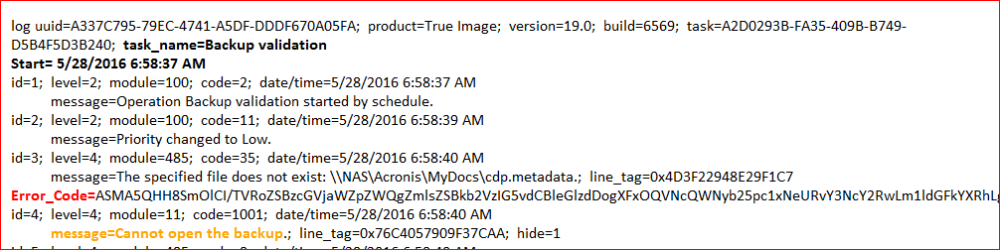 log uuid=A337C795-79EC-4741-A5DF-DDDF670A05FA; product=True Image; version=19.0; build=6569; task=A2D0293B-FA35-409B-B749-
D5B4F5D3B240; task_name=Backup validation
Start= 5/28/2016 6:58:37 AM
id=1; level=2; module=100; code=2; date/time=5/28/2016 6:58:37 AM
message=Operation Backup validation started by schedule.
id=2; level=2; module=100; code=11; date/time=5/28/2016 6:58:39 AM
message=Priority changed to Low.
id=3; level=4; module=485; code=35; date/time=5/28/2016 6:58:40 AM
message=The specified file does not exist: \\NAS\Acronis\MyDocs\cdp.metadata.; line_tag=0x4D3F22948E29F1C7
Error_Code=ASMA5QHH8SmOlCI/TVRoZSBzcGVjaWZpZWQgZmlsZSBkb2VzIG5vdCBleGlzdDogXFxOQVNcQWNyb25pc1xNeURvY3NcY2RwLm1ldGFkYXRhLg
id=4; level=4; module=11; code=1001; date/time=5/28/2016 6:58:40 AM
message=Cannot open the backup.; line_tag=0x76C4057909F37CAA; hide=1